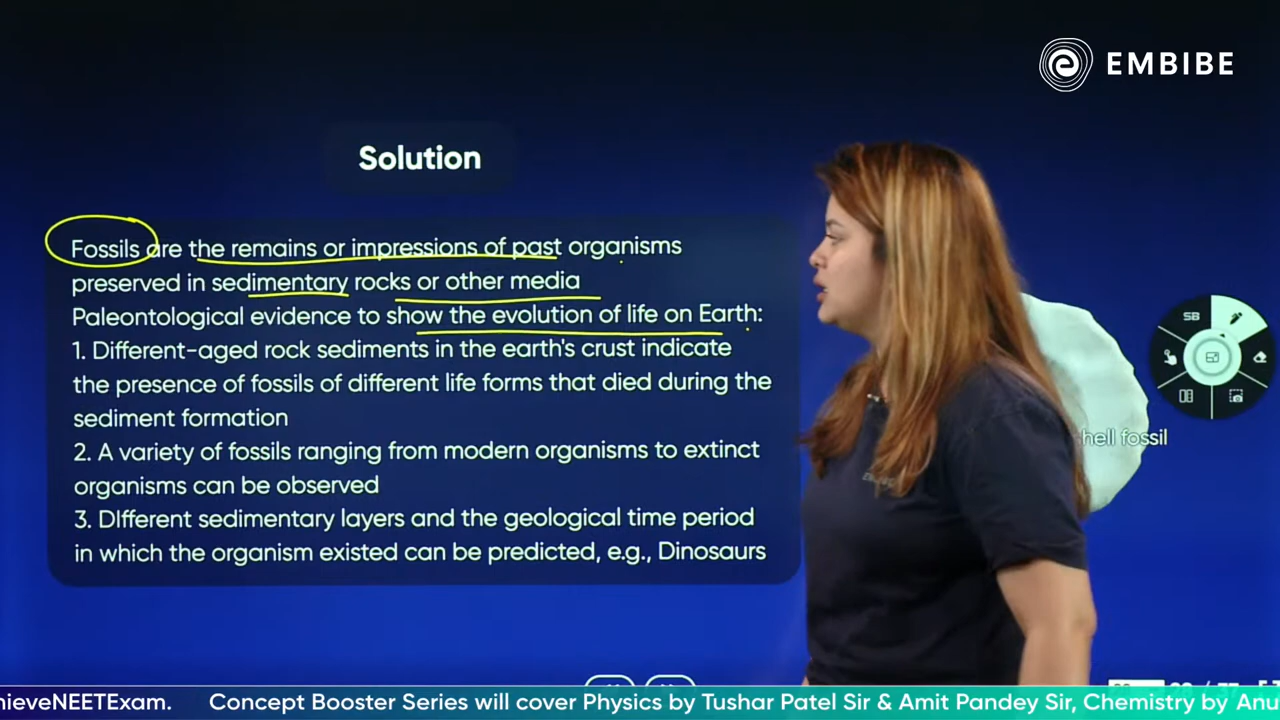 EMBIBE
Solution
Fossils are the remains or impressions of past organisms
preserved in sedimentary rocks or other media
Paleontological evidence to show the evolution of life on Earth:
1. Different-aged rock sediments in the earth's crust indicate
the presence of fossils of different life forms that died during the
sediment formation
2. A variety of fossils ranging from modern organisms to extinct
organisms can be observed
3. DIfferent sedimentary layers and the geological time period
in which the organism existed can be predicted, e.g., Dinosaurs
SB
hell fossil
hieveNEETExam. Concept Booster Series will cover Physics by Tushar Patel Sir & Amit Pandey Sir, Chemistry by Anu